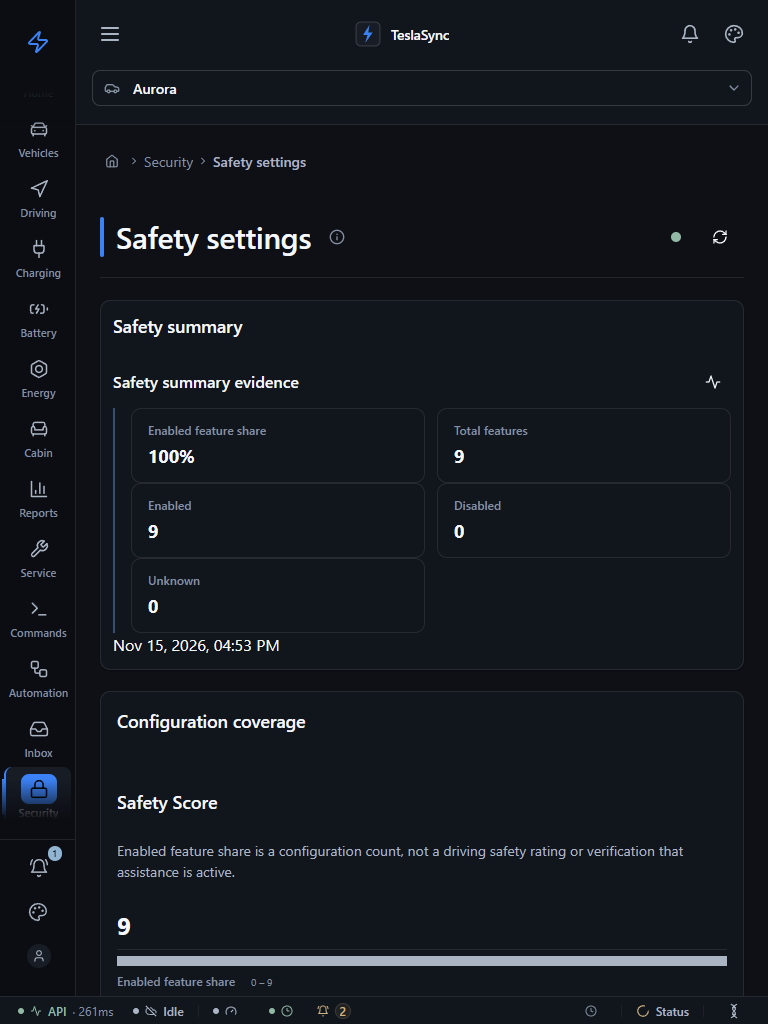 TeslaSync
Aurora
Security
Safety settings
Vehicles
Driving
Charging
Battery
Energy
Cabin
Reports
Service
Commands
Automation
Inbox
Security
1
Safety settings
Safety summary
Safety summary evidence
Enabled feature share
100%
Total features
9
Enabled
9
Disabled
0
Unknown
0
Nov 15, 2026, 04:53 PM
Configuration coverage
Safety Score
Enabled feature share is a configuration count, not a driving safety rating or verification that
assistance is active.
9
Enabled feature share 0 – 9
API · 261ms Idle 2 Status